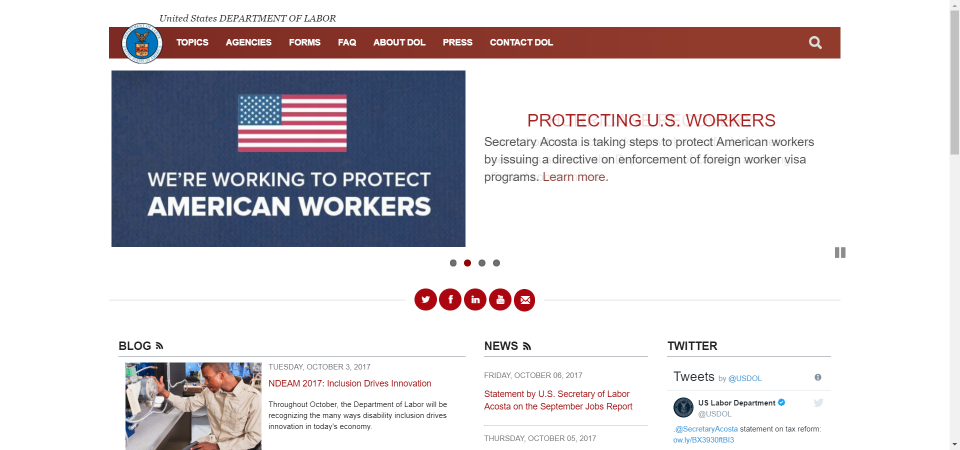 United States DEPARTMENT OF LABOR
TOPICS AGENCIES FORMS FAQ ABOUT DOL PRESS CONTACT DOL
WE'RE WORKING TO PROTECT
AMERICAN WORKERS
PROTECTING U.S. WORKERS
Secretary Acosta is taking steps to protect American workers
by issuing a directive on enforcement of foreign worker visa
programs. Learn more.
BLOG
TUESDAY, OCTOBER 3, 2017
NDEAM 2017: Inclusion Drives Innovation
Throughout October, the Department of Labor will be
recognizing the many ways disability inclusion drives
innovation in today's economy.
NEWS
FRIDAY, OCTOBER 06, 2017
Statement by U.S. Secretary of Labor
Acosta on the September Jobs Report
THURSDAY, OCTOBER 05, 2017
TWITTER
Tweets by @USDOL
US Labor Department
@USDOL
.@SecretaryAcosta statement on tax reform:
ow.ly/BX3930ftBI3